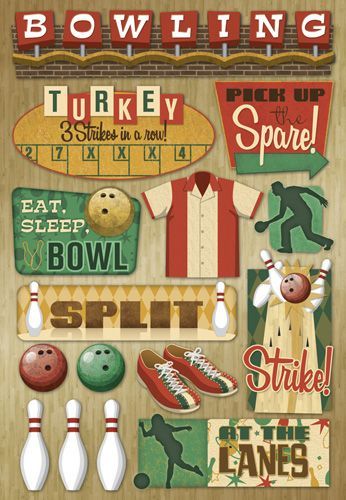 BOWLING
TURKEY
3 Strikes in a row!
2 7 X X X 4
PICK UP
the
Spare!
EAT,
SLEEP,
BOWL
SPLIT
Strike!
AT THE
LANES